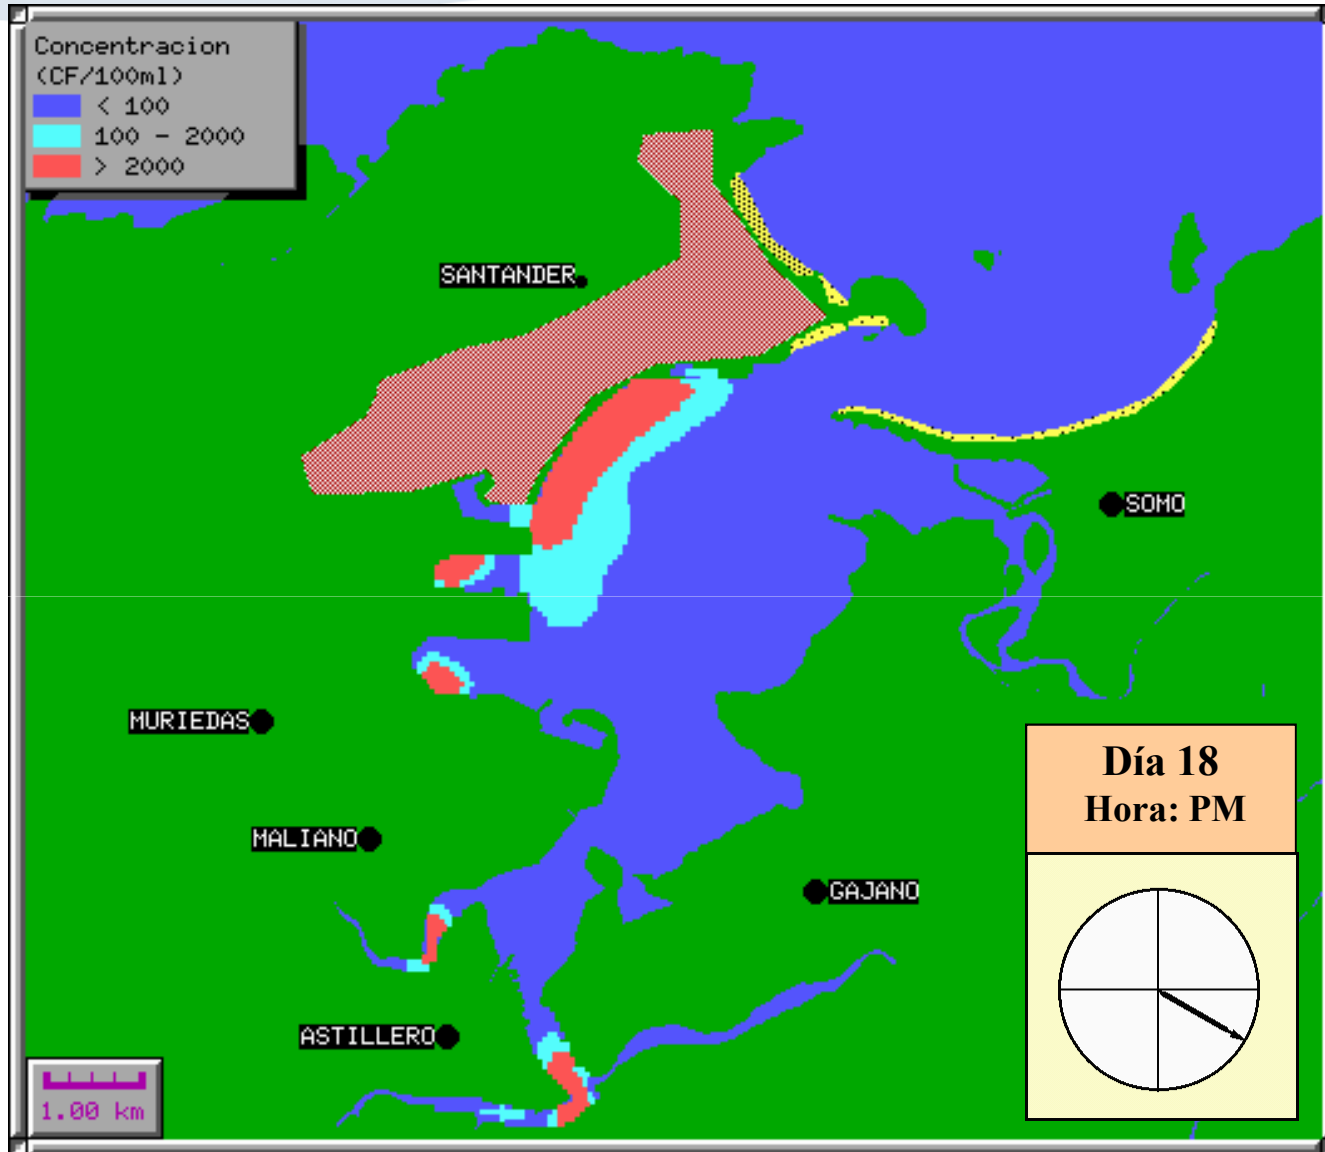 Concentracion
(CF/100ml)
< 100
100 - 2000
> 2000
SANTANDER
SOMO
MURIEDAS
Día 18
Hora: PM
MALIANO
GAJANO
ASTILLERO
1.00 km